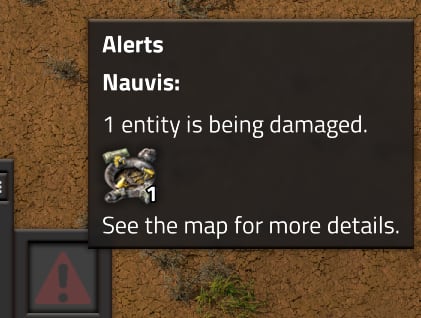 Alerts
Nauvis:
1 entity is being damaged.
1
See the map for more details.